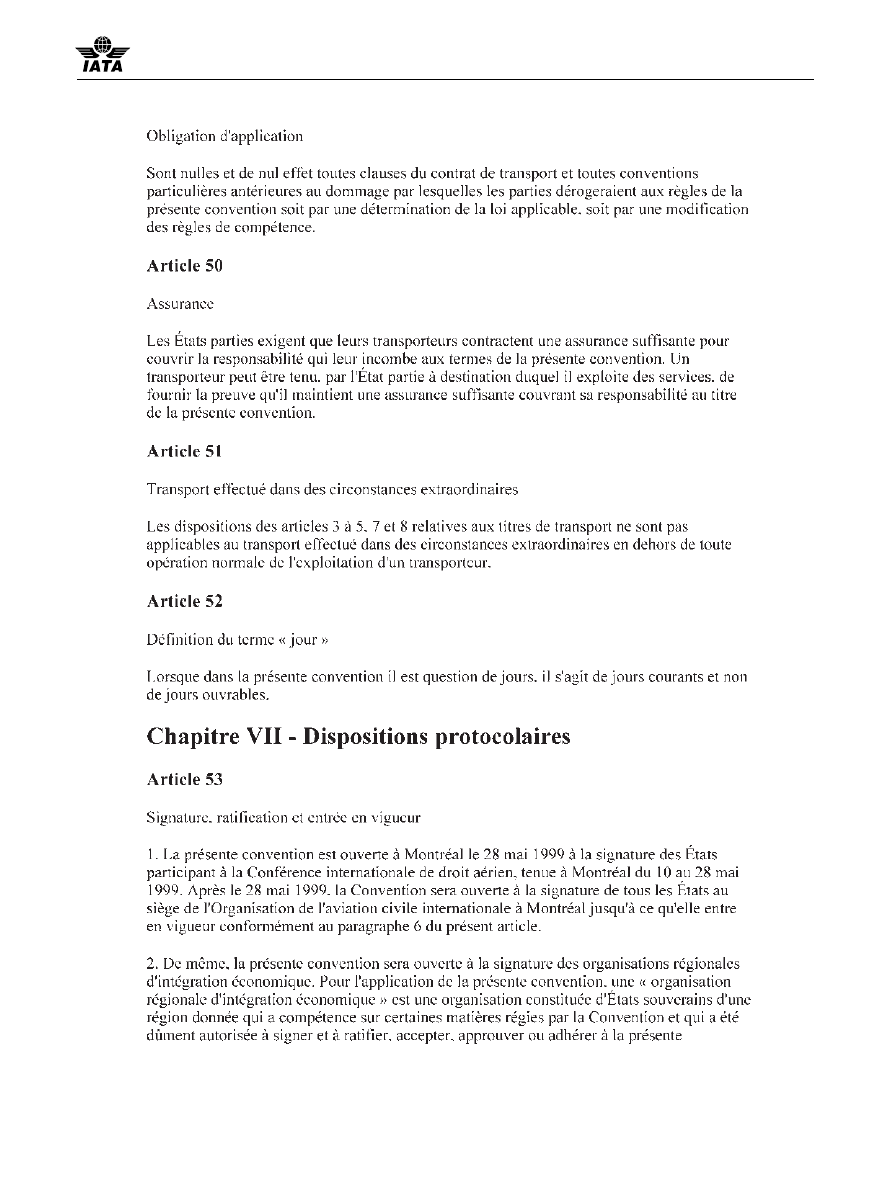 IATA
Obligation d'application
Sont nulles et de nul effet toutes clauses du contrat de transport et toutes conventions
particulières antérieures au dommage par lesquelles les parties dérogeraient aux règles de la
présente convention soit par une détermination de la loi applicable, soit par une modification
des règles de compétence.
Article 50
Assurance
Les États parties exigent que leurs transporteurs contractent une assurance suffisante pour
couvrir la responsabilité qui leur incombe aux termes de la présente convention. Un
transporteur peut être tenu, par l'État partie à destination duquel il exploite des services, de
fournir la preuve qu'il maintient une assurance suffisante couvrant sa responsabilité au titre
de la présente convention.
Article 51
Transport effectué dans des circonstances extraordinaires
Les dispositions des articles 3 à 5, 7 et 8 relatives aux titres de transport ne sont pas
applicables au transport effectué dans des circonstances extraordinaires en dehors de toute
opération normale de l'exploitation d'un transporteur.
Article 52
Définition du terme « jour »
Lorsque dans la présente convention il est question de jours, il s'agit de jours courants et non
de jours ouvrables.
Chapitre VII - Dispositions protocolaires
Article 53
Signature, ratification et entrée en vigueur
1. La présente convention est ouverte à Montréal le 28 mai 1999 à la signature des États
participant à la Conférence internationale de droit aérien, tenue à Montréal du 10 au 28 mai
1999. Après le 28 mai 1999, la Convention sera ouverte à la signature de tous les États au
siège de l'Organisation de l'aviation civile internationale à Montréal jusqu'à ce qu'elle entre
en vigueur conformément au paragraphe 6 du présent article.
2. De même, la présente convention sera ouverte à la signature des organisations régionales
d'intégration économique. Pour l'application de la présente convention, une « organisation
régionale d'intégration économique » est une organisation constituée d'États souverains d'une
région donnée qui a compétence sur certaines matières régies par la Convention et qui a été
dûment autorisée à signer et à ratifier, accepter, approuver ou adhérer à la présente